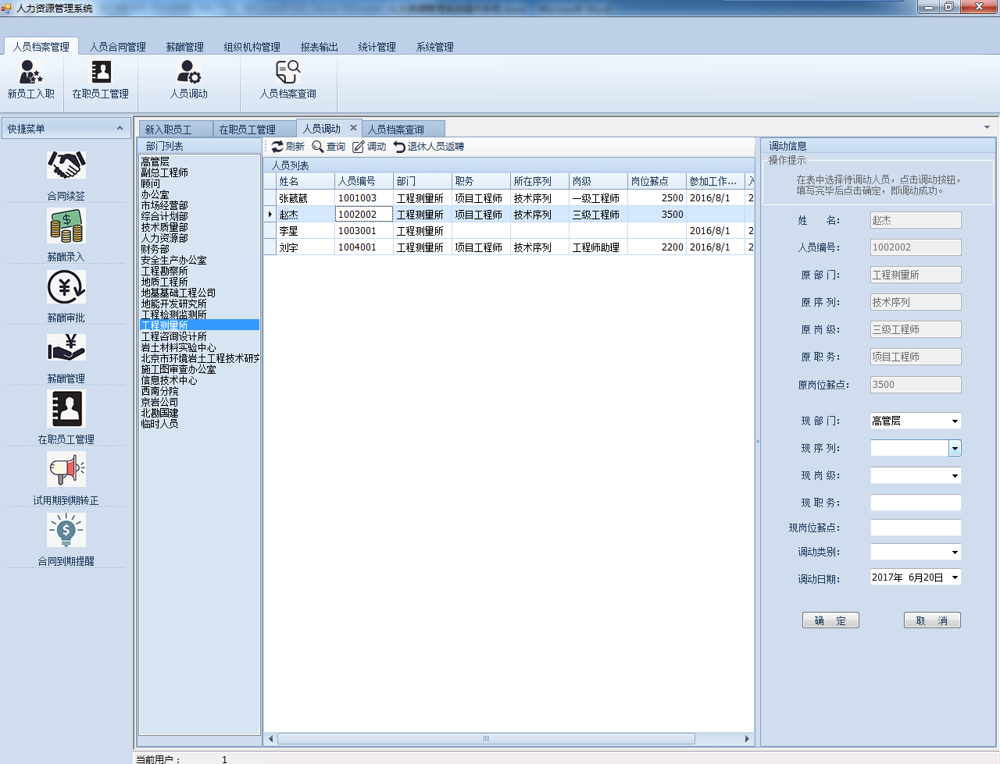 人力资源管理系统
人员档案管理 人员合同管理 薪酬管理 组织机构管理 报表输出 统计管理 系统管理
新员工入职 在职员工管理 人员调动 人员档案查询
快捷菜单
合同续签
薪酬录入
薪酬审批
薪酬管理
在职员工管理
试用期到期转正
合同到期提醒
新入职员工 在职员工管理 人员调动 人员档案查询
部门列表
高管层
副总工程师
顾问
办公室
市场经营部
综合计划部
技术质量部
人力资源部
财务部
安全生产办公室
工程勘察所
地质工程所
地基基础工程公司
地能开发研究所
工程检测监测所
工程测量所
工程咨询设计所
岩土材料实验中心
北京市环境岩土工程技术研究
施工图审查办公室
信息技术中心
西南分院
京岩公司
北勘国建
临时人员
刷新 查询 调动 退休人员返聘
人员列表
姓名 人员编号 部门 职务 所在序列 岗级 岗位薪点 参加工作...
张葳葳 1001003 工程测量所 项目工程师 技术序列 一级工程师 2500 2016/8/1 2
赵杰 1002002 工程测量所 项目工程师 技术序列 三级工程师 3500
李星 1003001 工程测量所 2016/8/1 2
刘宇 1004001 工程测量所 项目工程师 技术序列 工程师助理 2200 2016/8/1 2
调动信息
操作提示
在表中选择待调动人员，点击调动按钮，
填写完毕后点击确定，即调动成功。
姓 名： 赵杰
人员编号： 1002002
原 部 门： 工程测量所
原 序 列： 技术序列
原 岗 级： 三级工程师
原 职 务： 项目工程师
原岗位薪点： 3500
现 部 门： 高管层
现 序 列：
现 岗 级：
现 职 务：
现岗位薪点：
调动类别：
调动日期： 2017年 6月20日
确 定 取 消
当前用户： 1